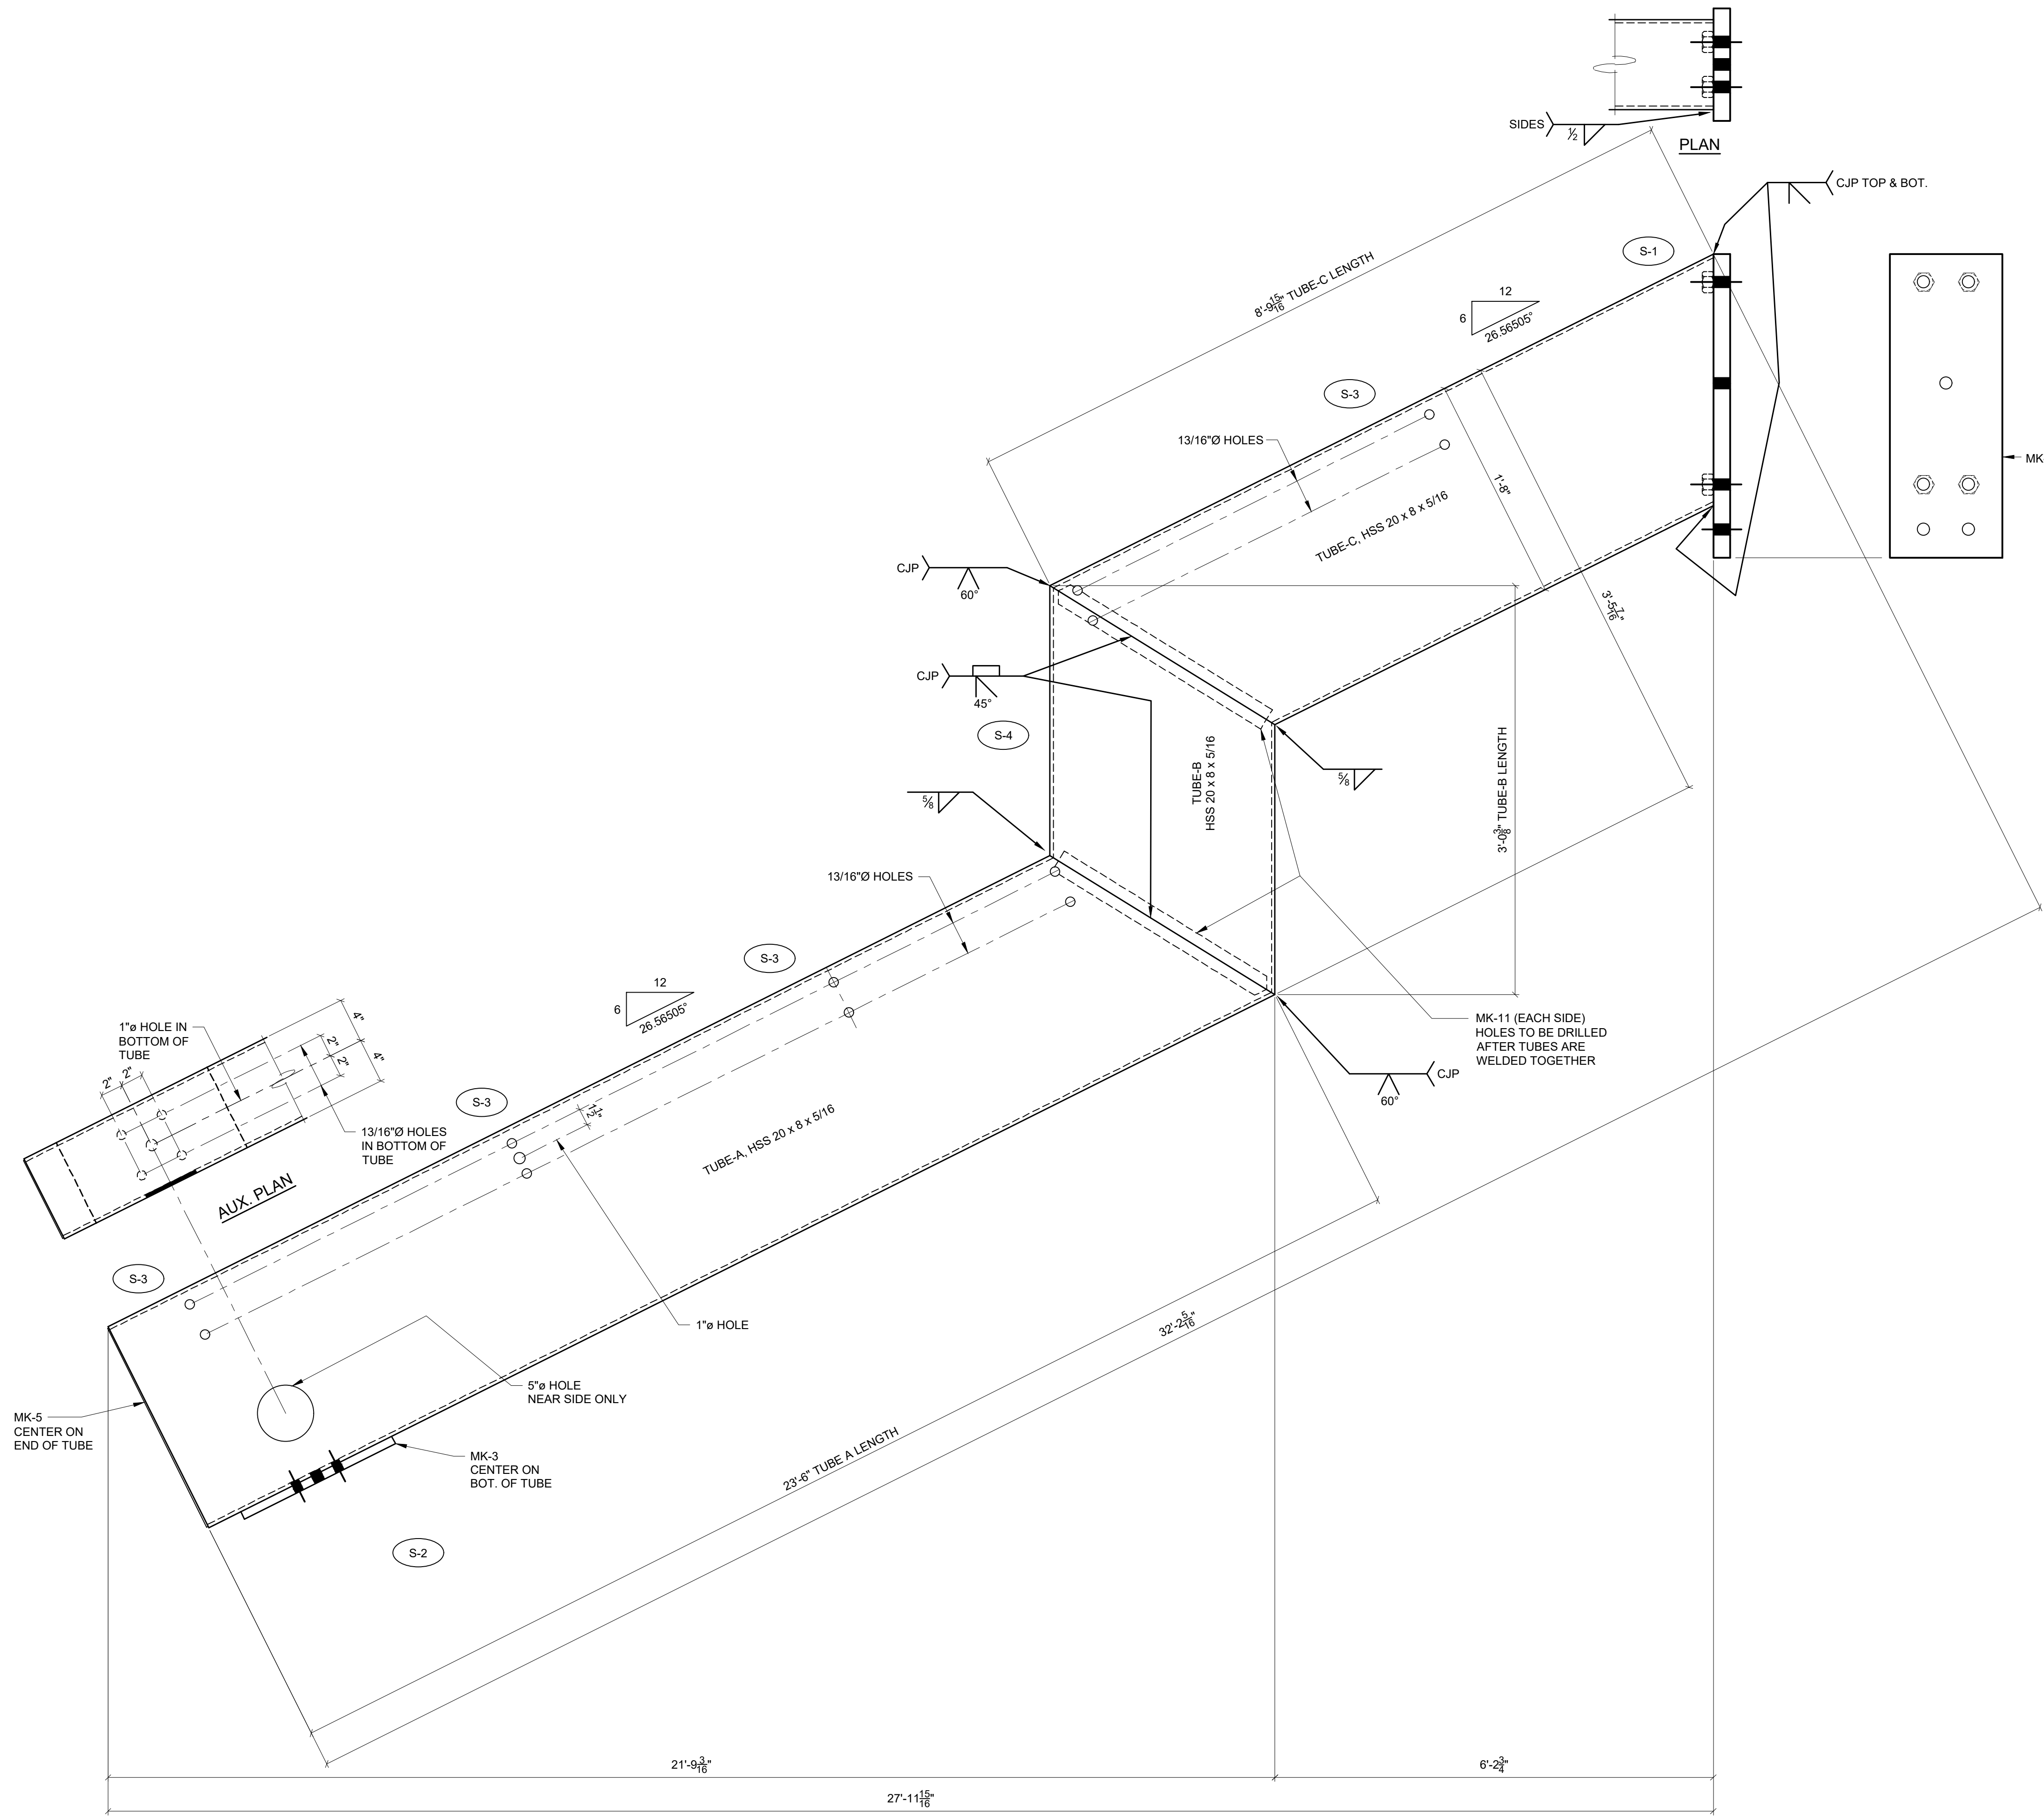 SIDES
1/2
PLAN
CJP TOP & BOT.
S-1
8'-9 15/16" TUBE-C LENGTH
12
6
26.56505°
S-3
13/16"Ø HOLES
1'-8"
MK
TUBE-C, HSS 20 x 8 x 5/16
CJP
60°
3'-5 7/16"
CJP
45°
S-4
TUBE-B
HSS 20 x 8 x 5/16
3'-0 3/8" TUBE-B LENGTH
5/8
5/8
13/16"Ø HOLES
S-3
12
6
26.56505°
1"ø HOLE IN
BOTTOM OF
TUBE
4"
4"
2"
2"
2"
2"
MK-11 (EACH SIDE)
HOLES TO BE DRILLED
AFTER TUBES ARE
WELDED TOGETHER
CJP
60°
S-3
1 1/2"
13/16"Ø HOLES
IN BOTTOM OF
TUBE
TUBE-A, HSS 20 x 8 x 5/16
AUX. PLAN
S-3
1"ø HOLE
32'-2 5/16"
5"ø HOLE
NEAR SIDE ONLY
MK-5
CENTER ON
END OF TUBE
MK-3
CENTER ON
BOT. OF TUBE
23'-6" TUBE A LENGTH
S-2
21'-9 3/16"
6'-2 3/4"
27'-11 15/16"